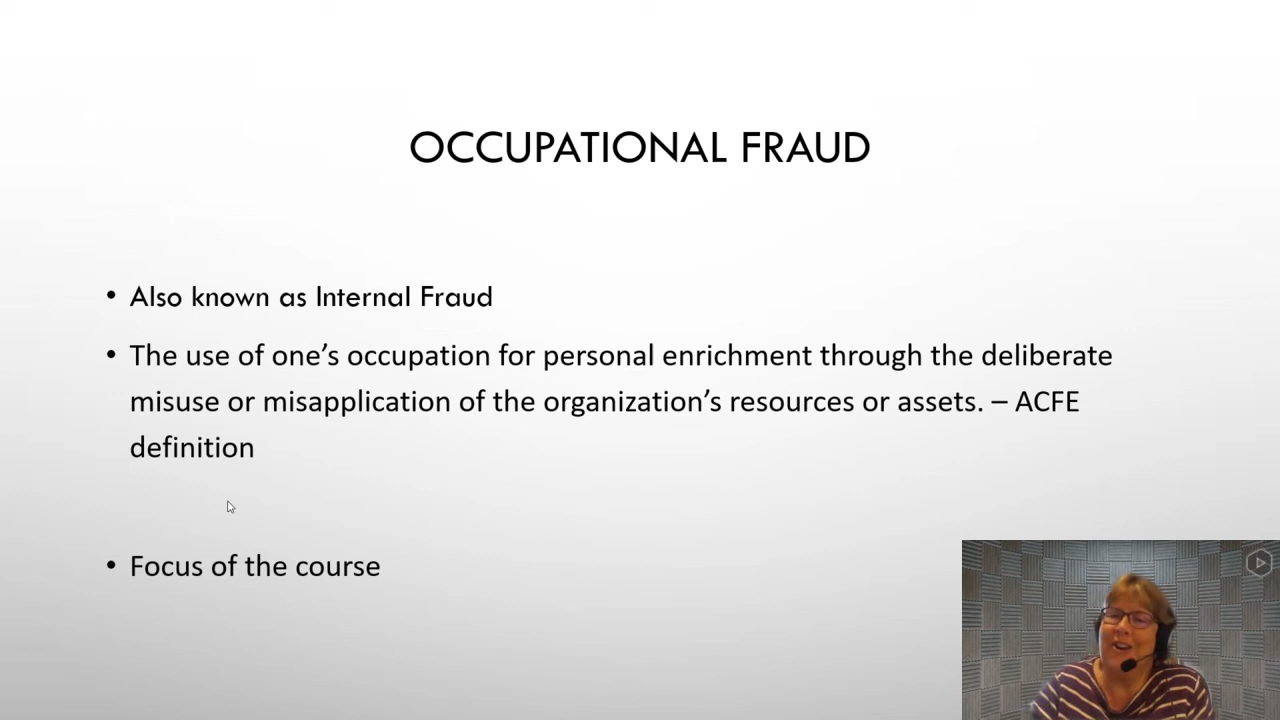 OCCUPATIONAL FRAUD
• Also known as Internal Fraud
• The use of one’s occupation for personal enrichment through the deliberate
misuse or misapplication of the organization’s resources or assets. – ACFE
definition
• Focus of the course